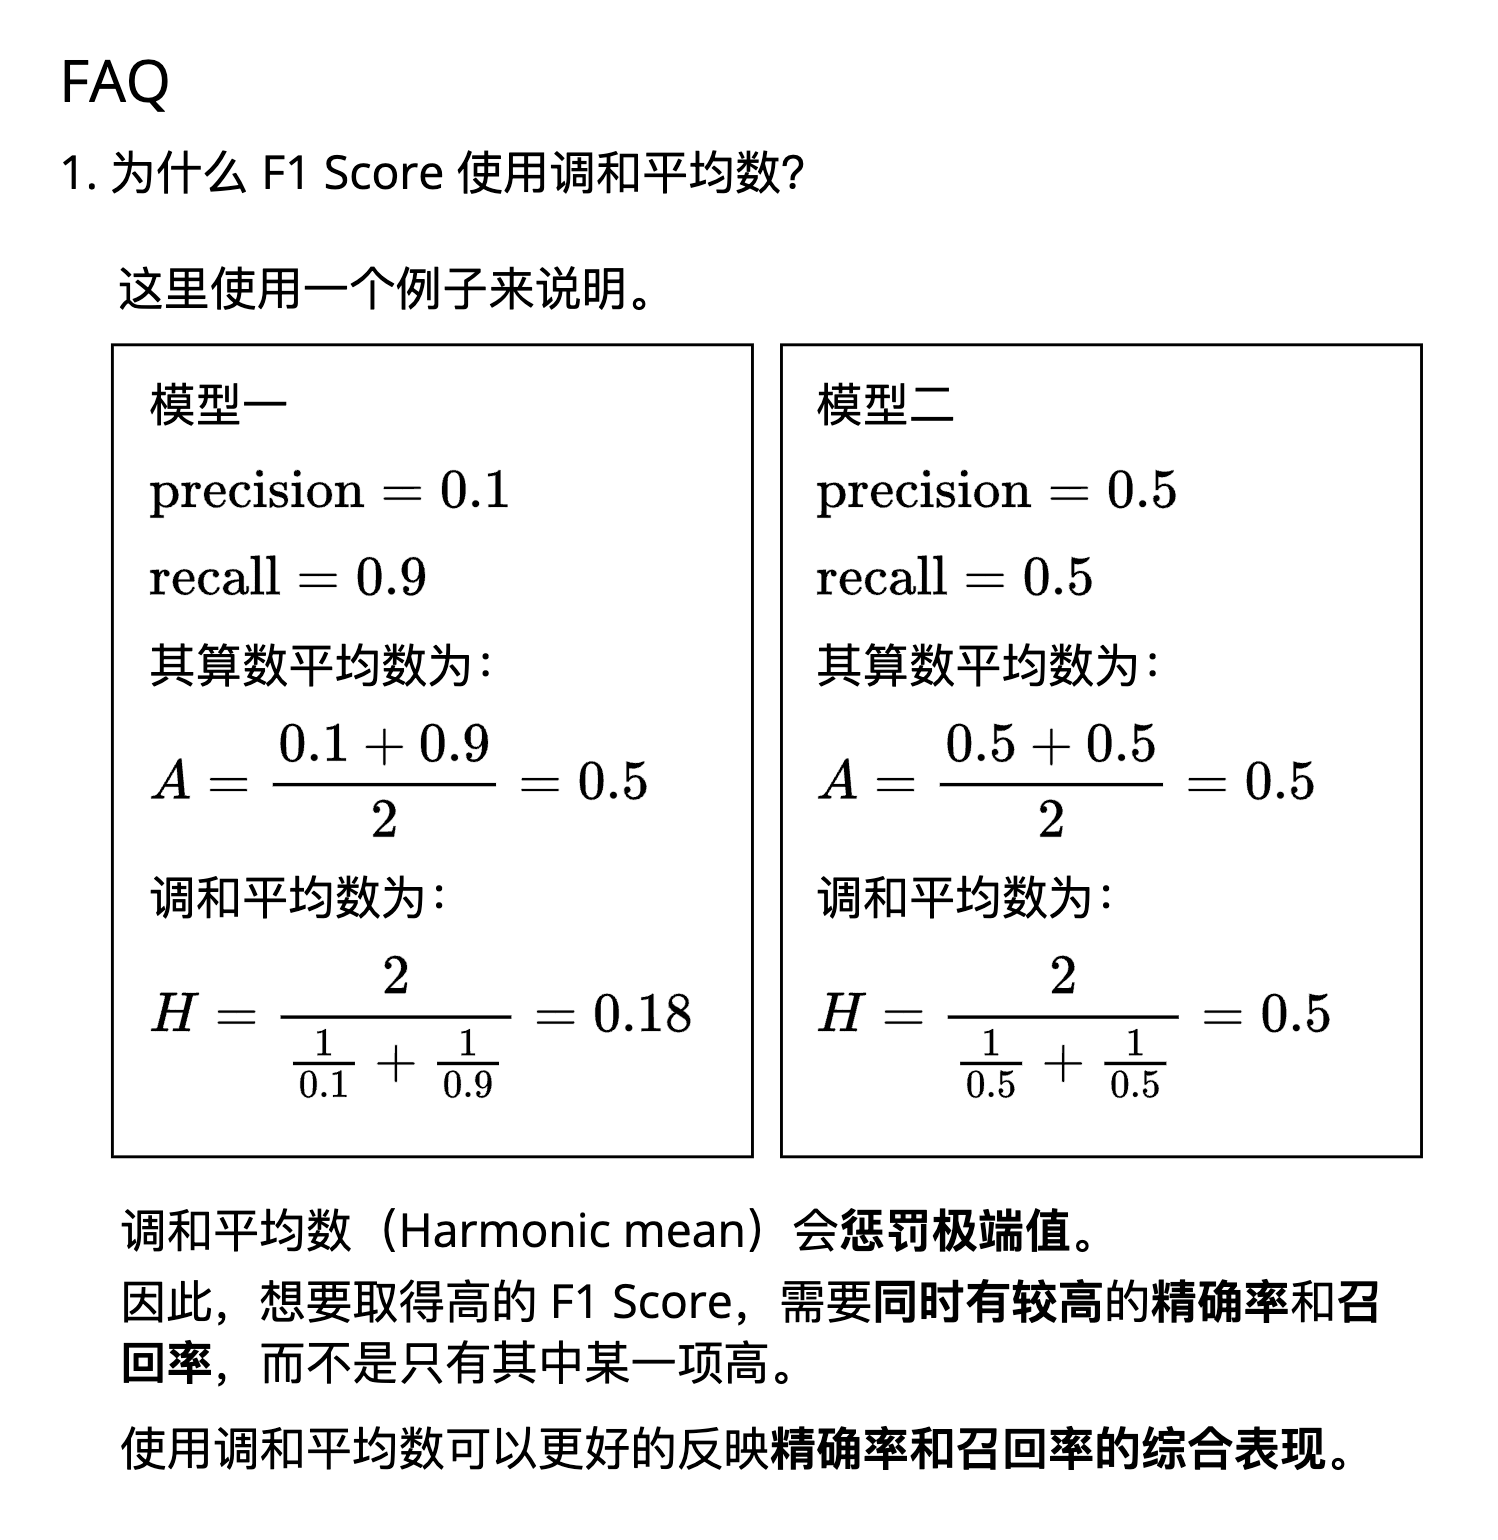 FAQ
1. 为什么 F1 Score 使用调和平均数？
这里使用一个例子来说明。
模型一
precision = 0.1
recall = 0.9
其算数平均数为：
A = \frac{0.1 + 0.9}{2} = 0.5
调和平均数为：
H = \frac{2}{\frac{1}{0.1} + \frac{1}{0.9}} = 0.18
模型二
precision = 0.5
recall = 0.5
其算数平均数为：
A = \frac{0.5 + 0.5}{2} = 0.5
调和平均数为：
H = \frac{2}{\frac{1}{0.5} + \frac{1}{0.5}} = 0.5
调和平均数（Harmonic mean）会惩罚极端值。
因此，想要取得高的 F1 Score，需要同时有较高的精确率和召
回率，而不是只有其中某一项高。
使用调和平均数可以更好的反映精确率和召回率的综合表现。